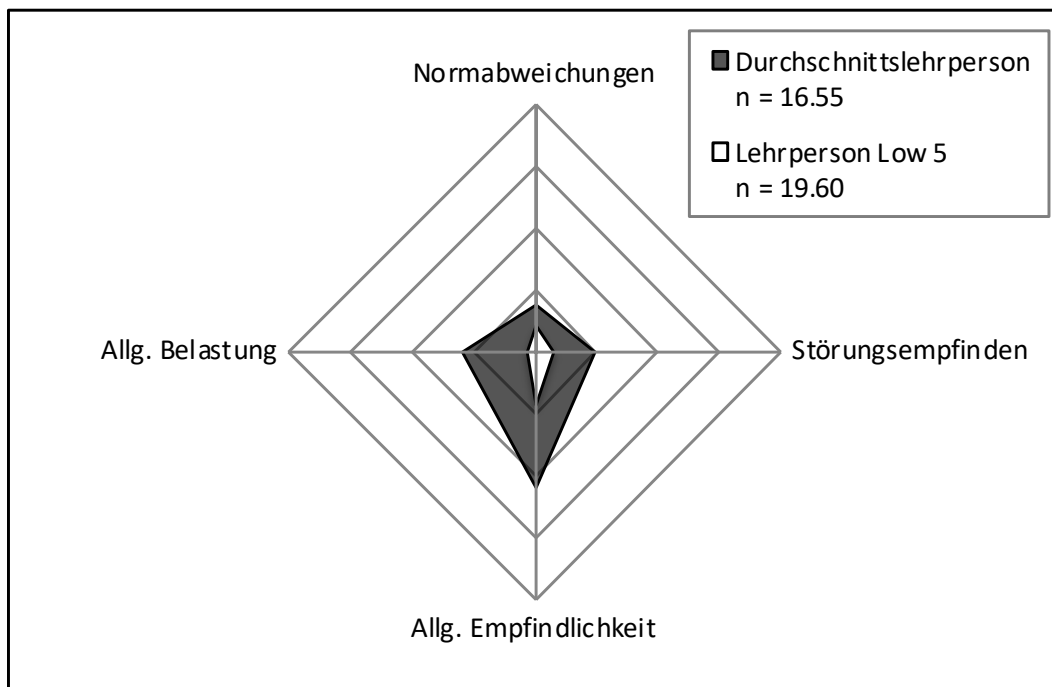 Durchschnittslehrperson
n = 16.55
Lehrperson Low 5
n = 19.60
Normabweichungen
Allg. Belastung
Störungsempfinden
Allg. Empfindlichkeit